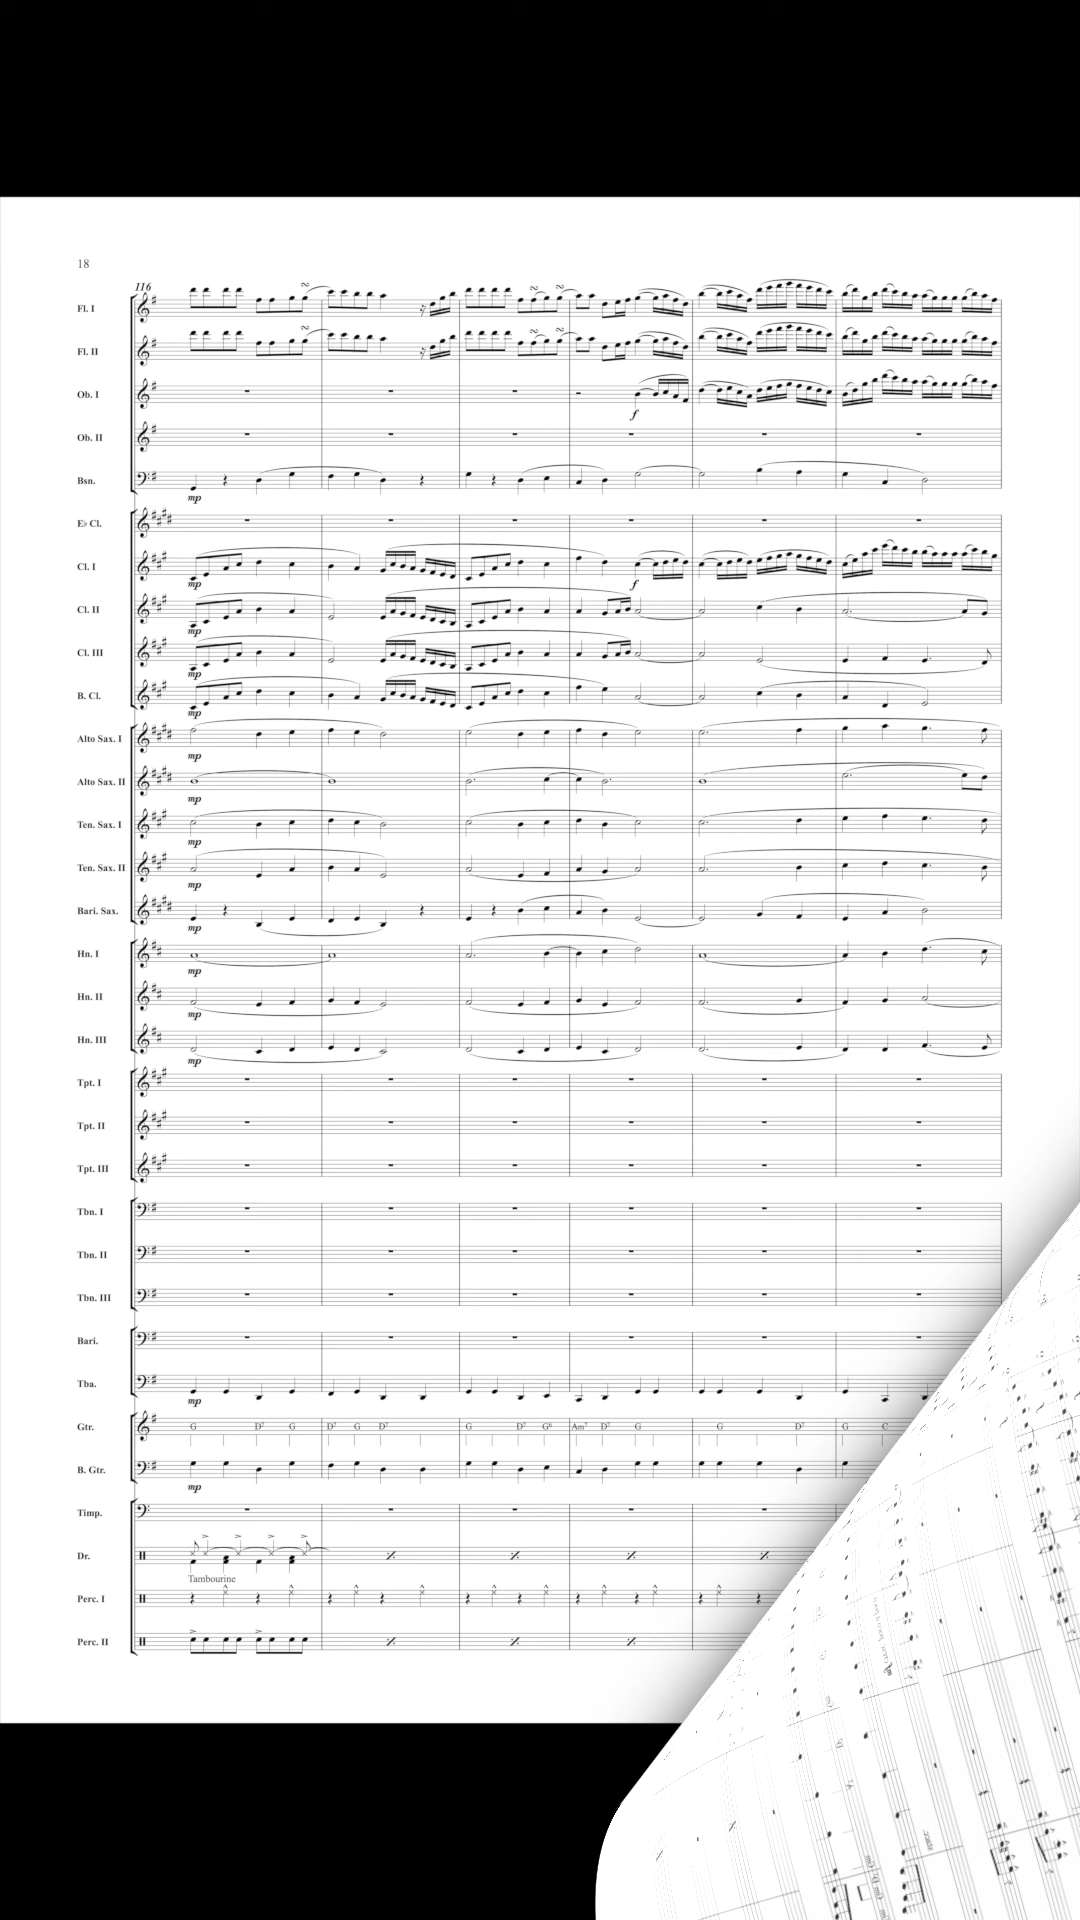 18
116
Fl. I
Fl. II
Ob. I
f
Ob. II
Bsn.
mp
E♭ Cl.
Cl. I
mp f
Cl. II
mp
Cl. III
mp
B. Cl.
mp
Alto Sax. I
mp
Alto Sax. II
mp
Ten. Sax. I
mp
Ten. Sax. II
mp
Bari. Sax.
mp
Hn. I
mp
Hn. II
mp
Hn. III
mp
Tpt. I
Tpt. II
Tpt. III
Tbn. I
Tbn. II
Tbn. III
Bari.
Tba.
mp
Gtr. G D7 G D7 G D7 G D7 G6 Am7 D7 G G D7 G C
B. Gtr.
mp
Timp.
Dr.
Tambourine
Perc. I
Perc. II